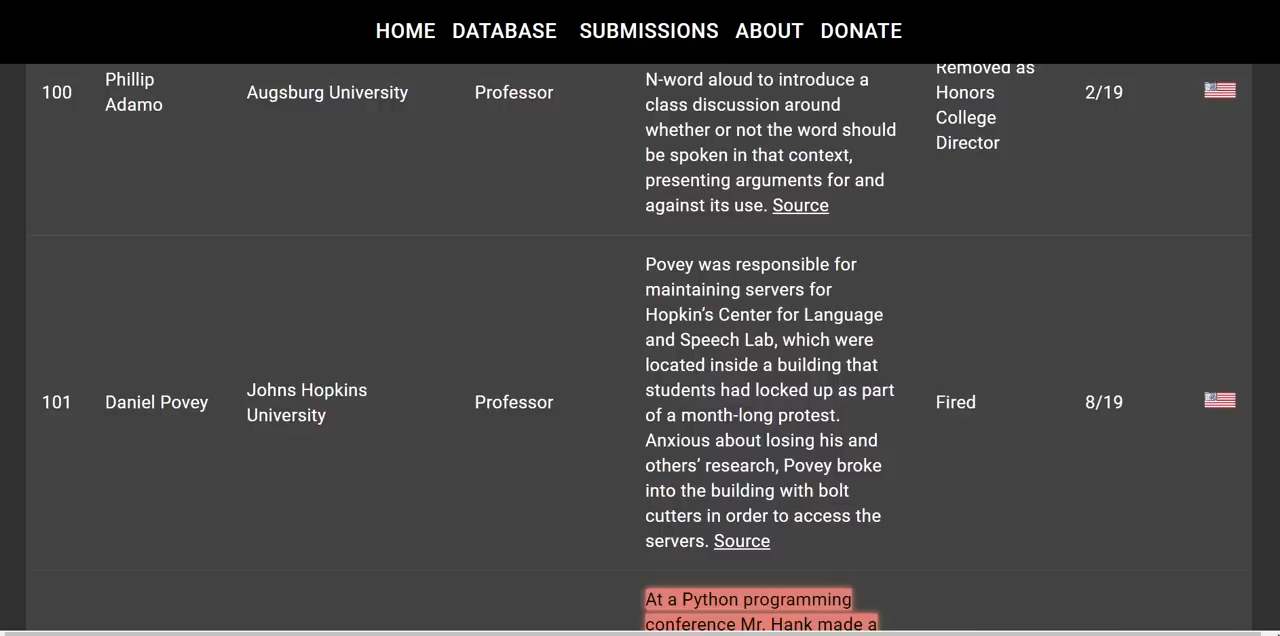 HOME DATABASE SUBMISSIONS ABOUT DONATE
100
Phillip
Adamo
Augsburg University
Professor
N-word aloud to introduce a
class discussion around
whether or not the word should
be spoken in that context,
presenting arguments for and
against its use. Source
Removed as
Honors
College
Director
2/19
101
Daniel Povey
Johns Hopkins
University
Professor
Povey was responsible for
maintaining servers for
Hopkin’s Center for Language
and Speech Lab, which were
located inside a building that
students had locked up as part
of a month-long protest.
Anxious about losing his and
others’ research, Povey broke
into the building with bolt
cutters in order to access the
servers. Source
Fired
8/19
At a Python programming
conference Mr. Hank made a